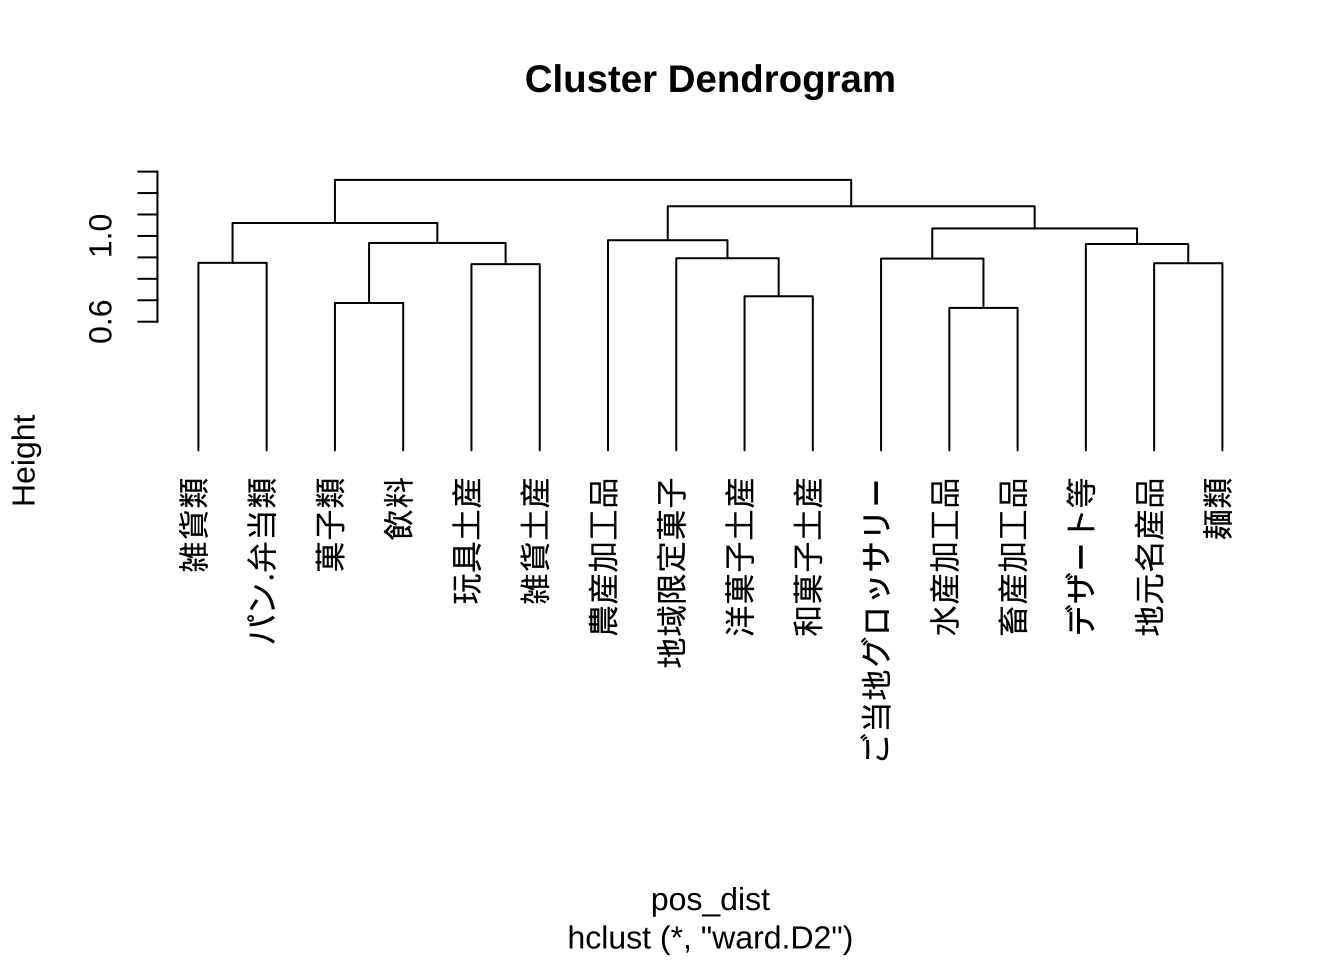 Cluster Dendrogram
Height
0.6
1.0
雑貨類
パン.弁当類
菓子類
飲料
玩具土産
雑貨土産
農産加工品
地域限定菓子
洋菓子土産
和菓子土産
ご当地グロッサリー
水産加工品
畜産加工品
デザート等
地元名産品
麺類
pos_dist
hclust (*, "ward.D2")